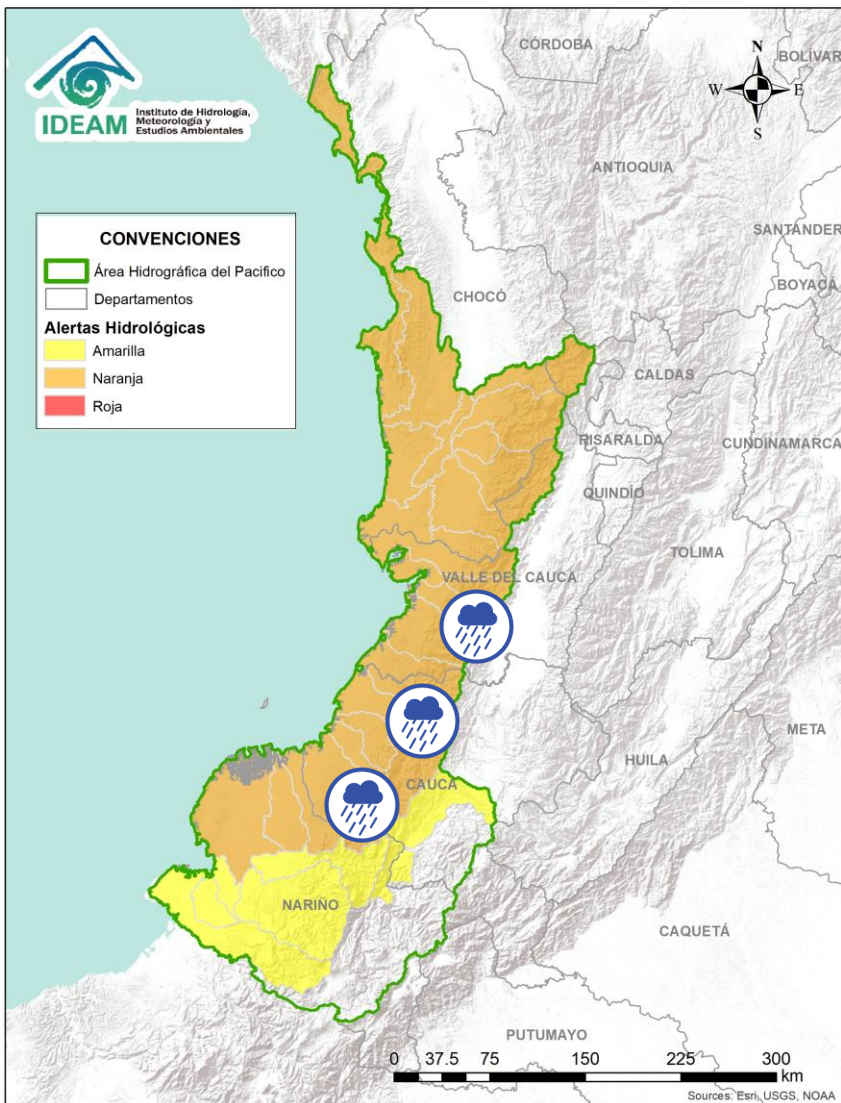 IDEAM
Instituto de Hidrología,
Meteorología y
Estudios Ambientales
CÓRDOBA
BOLÍVAR
N
W
E
S
ANTIOQUIA
SANTANDER
BOYACÁ
CONVENCIONES
Área Hidrográfica del Pacifico
Departamentos
Alertas Hidrológicas
Amarilla
Naranja
Roja
CHOCÓ
CALDAS
RISARALDA
CUNDINAMARCA
QUINDÍO
TOLIMA
VALLE DEL CAUCA
META
HUILA
CAUCA
NARIÑO
CAQUETÁ
PUTUMAYO
0 37.5 75 150 225 300
km
Sources: Esri, USGS, NOAA